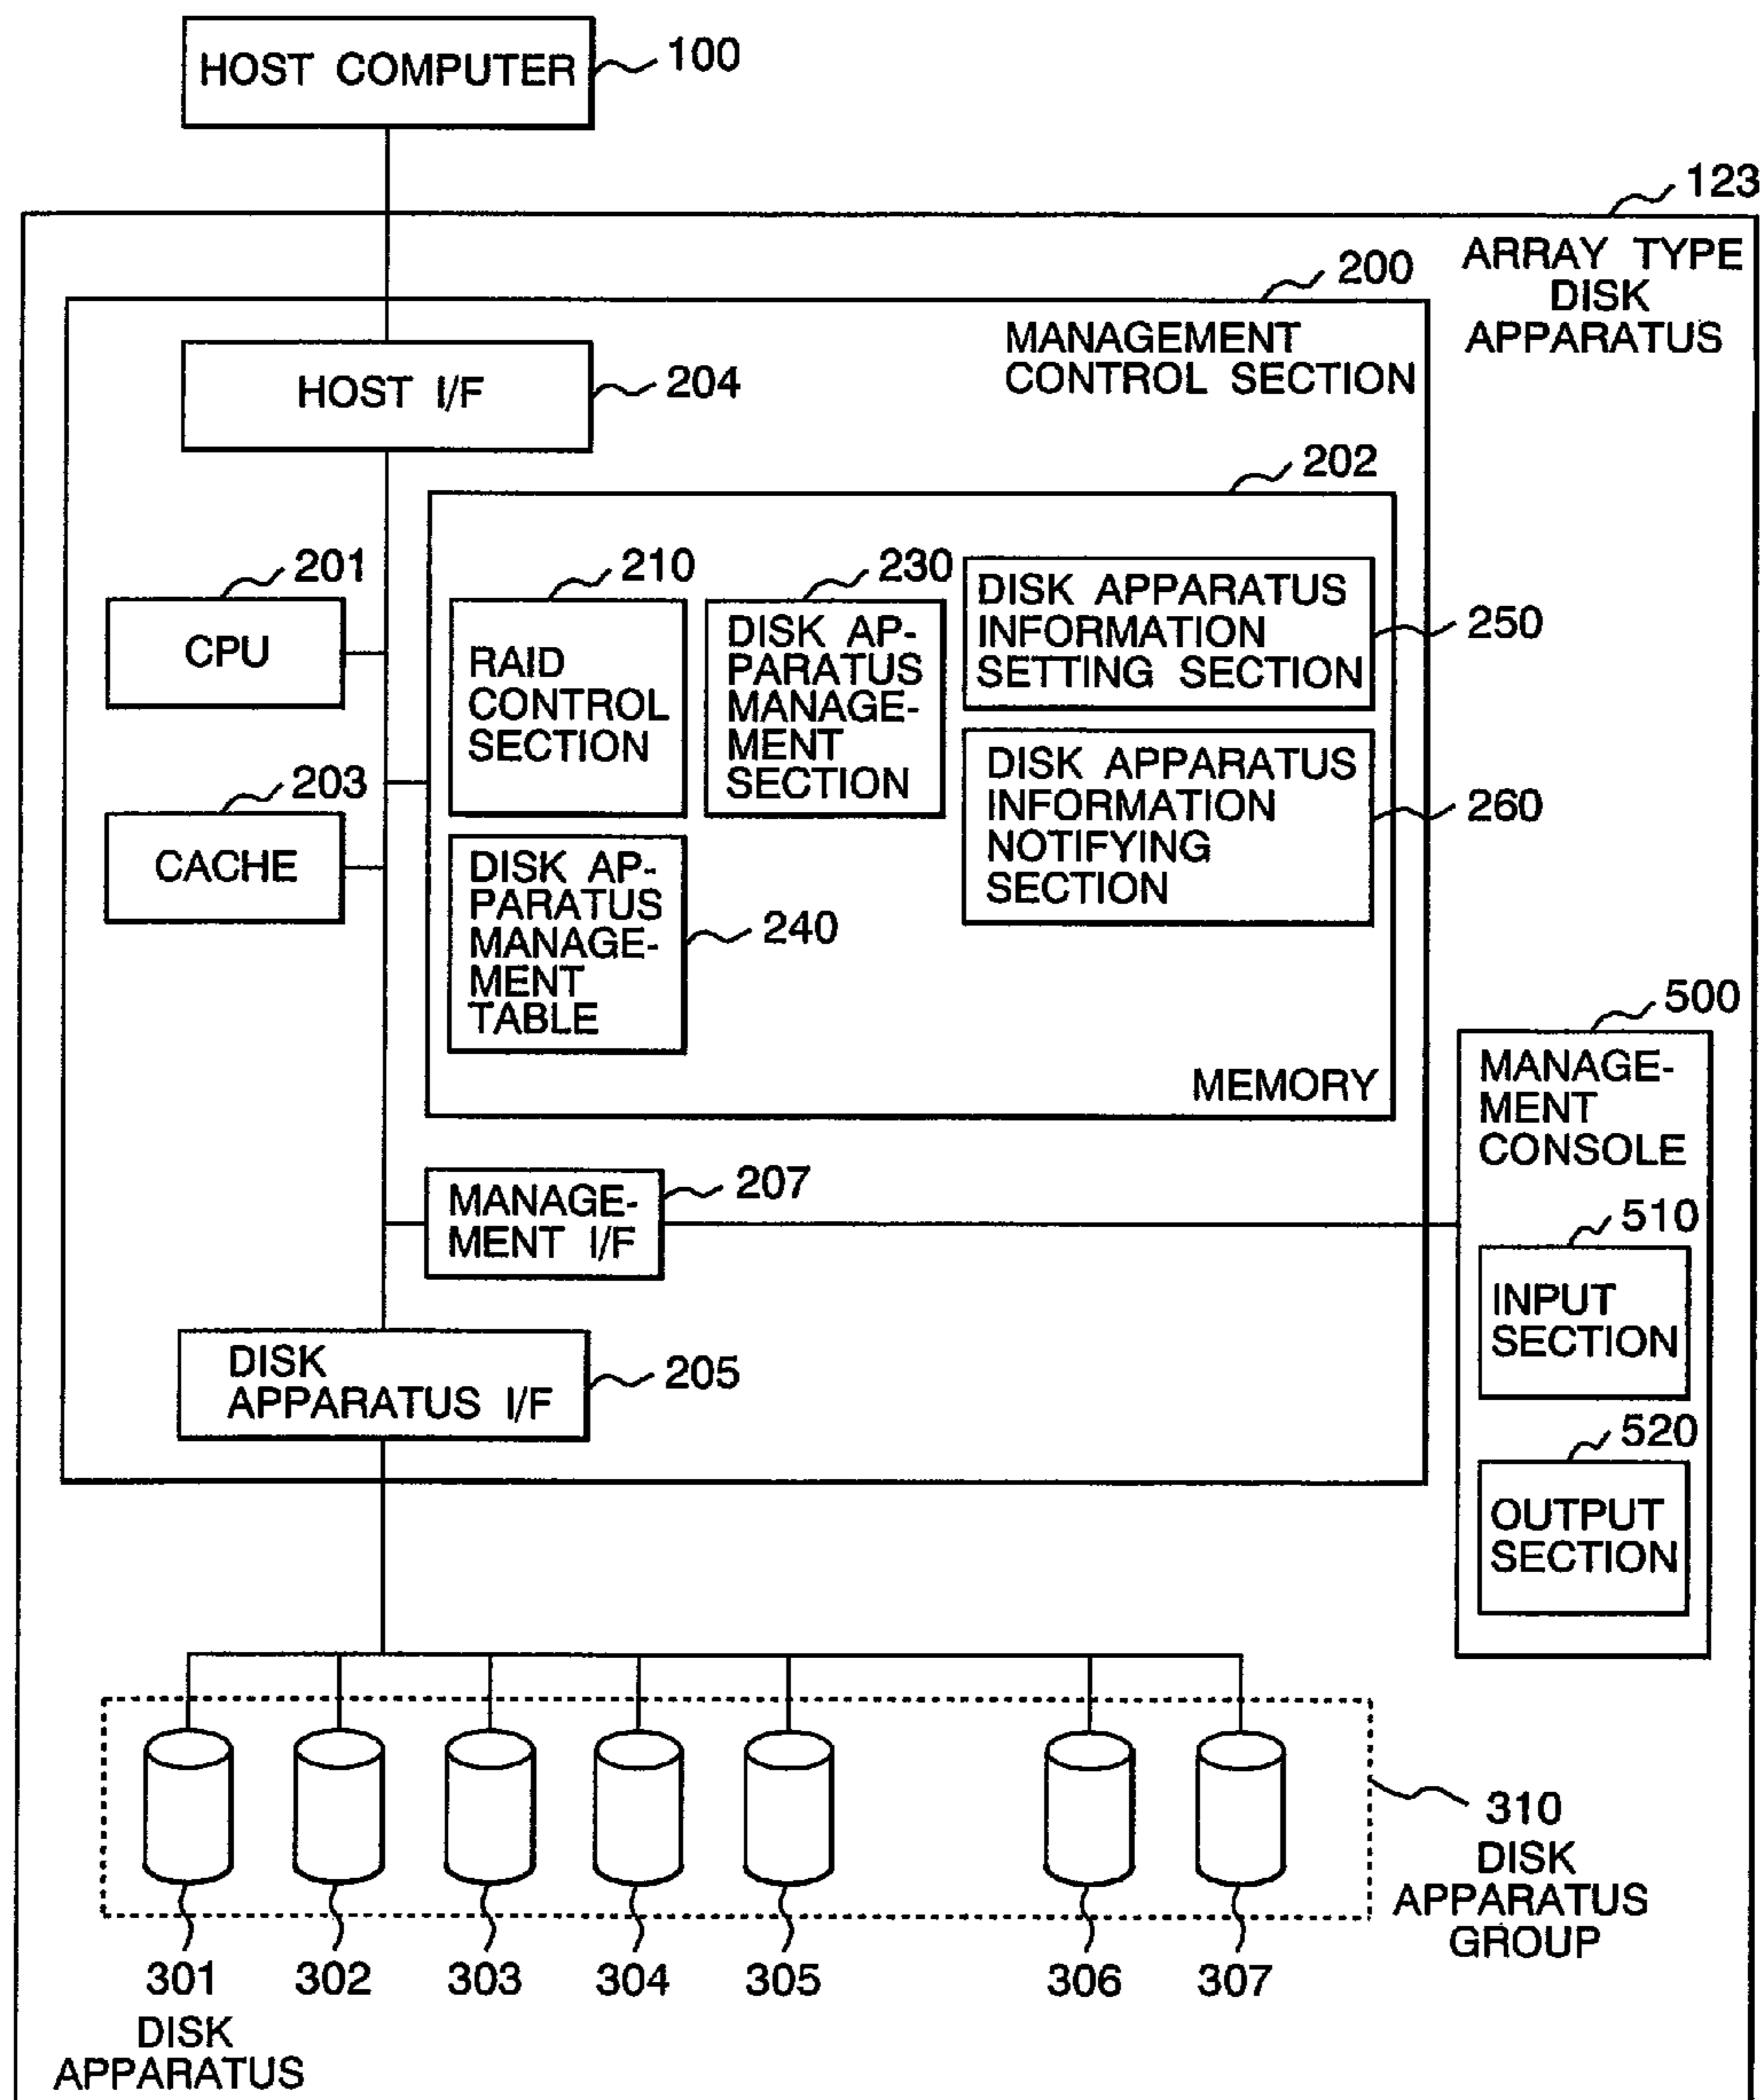 HOST COMPUTER
100
123
ARRAY TYPE
DISK
APPARATUS
200
MANAGEMENT
CONTROL SECTION
HOST I/F
204
202
201
CPU
203
CACHE
210
RAID
CONTROL
SECTION
230
DISK AP-
PARATUS
MANAGE-
MENT
SECTION
DISK APPARATUS
INFORMATION
SETTING SECTION
250
DISK APPARATUS
INFORMATION
NOTIFYING
SECTION
260
DISK AP-
PARATUS
MANAGE-
MENT
TABLE
240
MEMORY
500
MANAGE-
MENT
CONSOLE
510
INPUT
SECTION
520
OUTPUT
SECTION
MANAGE-
MENT I/F
207
DISK
APPARATUS I/F
205
310
DISK
APPARATUS
GROUP
301
302
303
304
305
306
307
DISK
APPARATUS